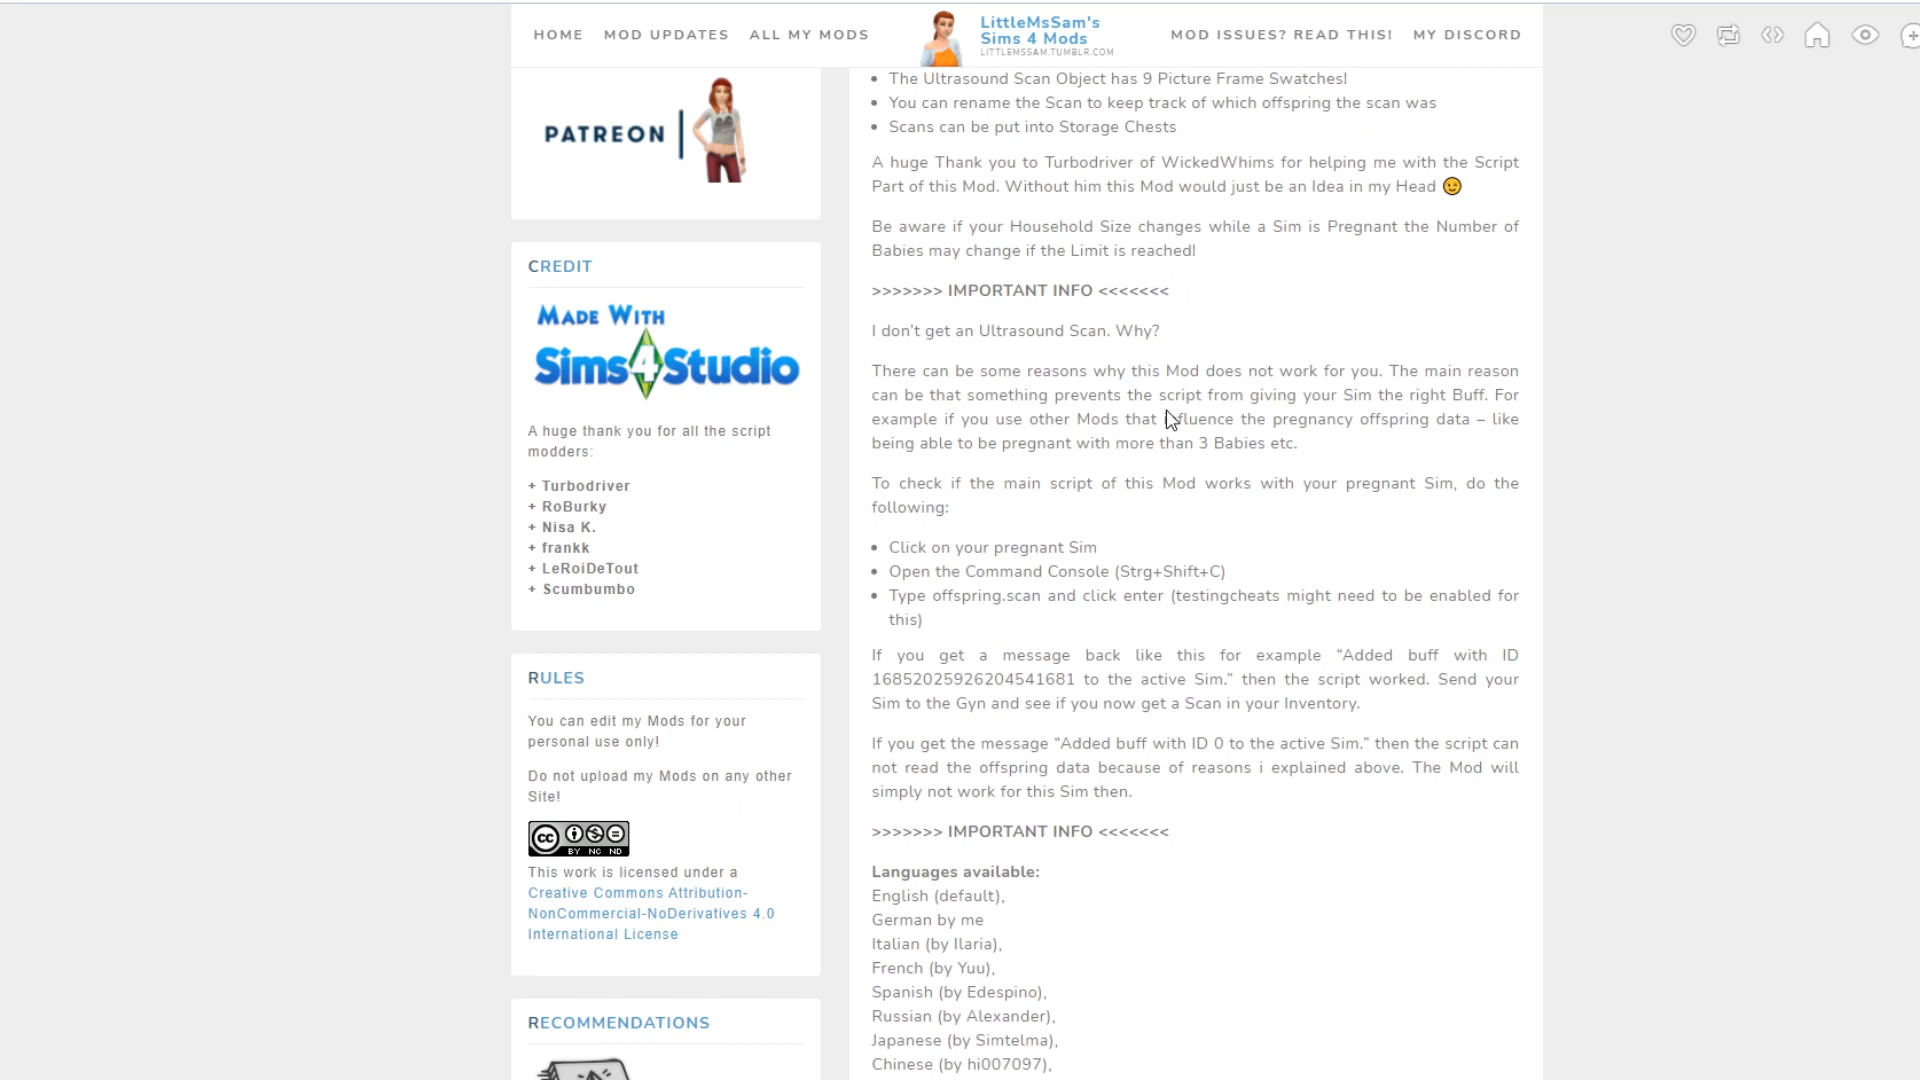 HOME MOD UPDATES ALL MY MODS
LittleMsSam's
Sims 4 Mods
LITTLEMSSAM.TUMBLR.COM
MOD ISSUES? READ THIS! MY DISCORD
PATREON
CREDIT
MADE WITH
Sims4Studio
A huge thank you for all the script
modders:
+ Turbodriver
+ RoBurky
+ Nisa K.
+ frankk
+ LeRoiDeTout
+ Scumbumbo
RULES
You can edit my Mods for your
personal use only!
Do not upload my Mods on any other
Site!
cc
BY NC ND
This work is licensed under a
Creative Commons Attribution-
NonCommercial-NoDerivatives 4.0
International License
RECOMMENDATIONS
• The Ultrasound Scan Object has 9 Picture Frame Swatches!
• You can rename the Scan to keep track of which offspring the scan was
• Scans can be put into Storage Chests
A huge Thank you to Turbodriver of WickedWhims for helping me with the Script
Part of this Mod. Without him this Mod would just be an Idea in my Head 😉
Be aware if your Household Size changes while a Sim is Pregnant the Number of
Babies may change if the Limit is reached!
>>>>>>> IMPORTANT INFO <<<<<<<
I don't get an Ultrasound Scan. Why?
There can be some reasons why this Mod does not work for you. The main reason
can be that something prevents the script from giving your Sim the right Buff. For
example if you use other Mods that influence the pregnancy offspring data – like
being able to be pregnant with more than 3 Babies etc.
To check if the main script of this Mod works with your pregnant Sim, do the
following:
• Click on your pregnant Sim
• Open the Command Console (Strg+Shift+C)
• Type offspring.scan and click enter (testingcheats might need to be enabled for
this)
If you get a message back like this for example “Added buff with ID
16852025926204541681 to the active Sim.” then the script worked. Send your
Sim to the Gyn and see if you now get a Scan in your Inventory.
If you get the message “Added buff with ID 0 to the active Sim.” then the script can
not read the offspring data because of reasons i explained above. The Mod will
simply not work for this Sim then.
>>>>>>> IMPORTANT INFO <<<<<<<
Languages available:
English (default),
German by me
Italian (by Ilaria),
French (by Yuu),
Spanish (by Edespino),
Russian (by Alexander),
Japanese (by Simtelma),
Chinese (by hi007097),